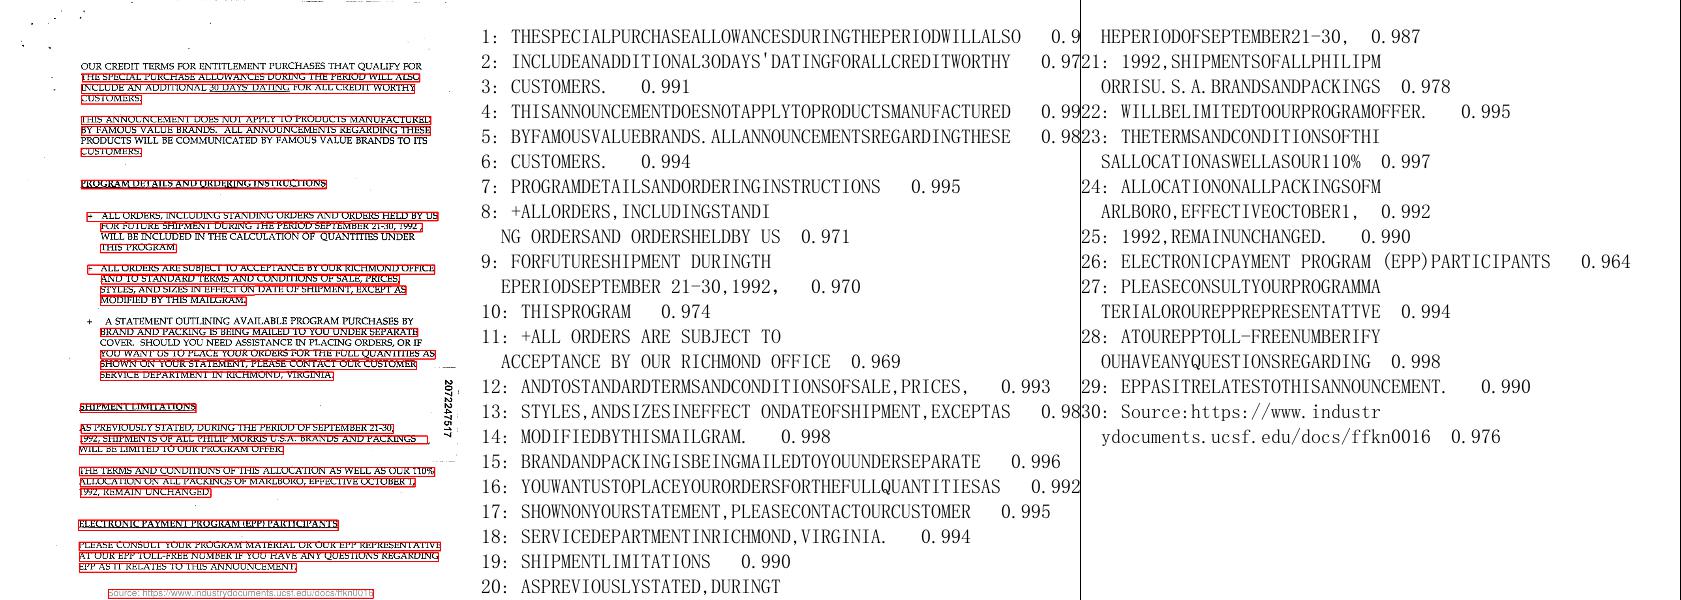 OUR CREDIT TERMS FOR ENTITLEMENT PURCHASES THAT QUALIFY FOR
THE SPECIAL PURCHASE ALLOWANCES DURING THE PERIOD WILL ALSO
INCLUDE AN ADDITIONAL 30 DAYS' DATING FOR ALL CREDIT WORTHY
CUSTOMERS.
THIS ANNOUNCEMENT DOES NOT APPLY TO PRODUCTS MANUFACTURED
BY FAMOUS VALUE BRANDS. ALL ANNOUNCEMENTS REGARDING THESE
PRODUCTS WILL BE COMMUNICATED BY FAMOUS VALUE BRANDS TO ITS
CUSTOMERS.
PROGRAM DETAILS AND ORDERING INSTRUCTIONS
+ ALL ORDERS, INCLUDING STANDING ORDERS AND ORDERS HELD BY US
FOR FUTURE SHIPMENT DURING THE PERIOD SEPTEMBER 21-30, 1992,
WILL BE INCLUDED IN THE CALCULATION OF QUANTITIES UNDER
THIS PROGRAM
+ ALL ORDERS ARE SUBJECT TO ACCEPTANCE BY OUR RICHMOND OFFICE
AND TO STANDARD TERMS AND CONDITIONS OF SALE, PRICES,
STYLES, AND SIZES IN EFFECT ON DATE OF SHIPMENT, EXCEPT AS
MODIFIED BY THIS MAILGRAM.
+ A STATEMENT OUTLINING AVAILABLE PROGRAM PURCHASES BY
BRAND AND PACKING IS BEING MAILED TO YOU UNDER SEPARATE
COVER. SHOULD YOU NEED ASSISTANCE IN PLACING ORDERS, OR IF
YOU WANT US TO PLACE YOUR ORDERS FOR THE FULL QUANTITIES AS
SHOWN ON YOUR STATEMENT, PLEASE CONTACT OUR CUSTOMER
SERVICE DEPARTMENT IN RICHMOND, VIRGINIA.
2072247517
SHIPMENT LIMITATIONS
AS PREVIOUSLY STATED, DURING THE PERIOD OF SEPTEMBER 21-30,
1992, SHIPMENTS OF ALL PHILIP MORRIS U.S.A. BRANDS AND PACKINGS
WILL BE LIMITED TO OUR PROGRAM OFFER.
THE TERMS AND CONDITIONS OF THIS ALLOCATION AS WELL AS OUR 110%
ALLOCATION ON ALL PACKINGS OF MARLBORO, EFFECTIVE OCTOBER 1,
1992, REMAIN UNCHANGED.
ELECTRONIC PAYMENT PROGRAM (EPP) PARTICIPANTS
PLEASE CONSULT YOUR PROGRAM MATERIAL OR OUR EPP REPRESENTATIVE
AT OUR EPP TOLL-FREE NUMBER IF YOU HAVE ANY QUESTIONS REGARDING
EPP AS IT RELATES TO THIS ANNOUNCEMENT.
Source: https://www.industrydocuments.ucsf.edu/docs/ffkn0016
1: THESPECIALPURCHASEALLOWANCESDURINGTHEPERIODWILLALSO 0.9
2: INCLUDEANADDITIONAL30DAYS'DATINGFORALLCREDITWORTHY 0.97
3: CUSTOMERS. 0.991
4: THISANNOUNCEMENTDOESNOTAPPLYTOPRODUCTSMANUFACTURED 0.99
5: BYFAMOUSVALUEBRANDS.ALLANNOUNCEMENTSREGARDINGTHESE 0.98
6: CUSTOMERS. 0.994
7: PROGRAMDETAILSANDORDERINGINSTRUCTIONS 0.995
8: +ALLORDERS,INCLUDINGSTANDI
NG ORDERSAND ORDERSHELDBY US 0.971
9: FORFUTURESHIPMENT DURINGTH
EPERIODSEPTEMBER 21-30,1992, 0.970
10: THISPROGRAM 0.974
11: +ALL ORDERS ARE SUBJECT TO
ACCEPTANCE BY OUR RICHMOND OFFICE 0.969
12: ANDTOSTANDARDTERMSANDCONDITIONSOFSALE,PRICES, 0.993
13: STYLES,ANDSIZESINEFFECT ONDATEOFSHIPMENT,EXCEPTAS 0.98
14: MODIFIEDBYTHISMAILGRAM. 0.998
15: BRANDANDPACKINGISBEINGMAILEDTOYOUUNDERSEPARATE 0.996
16: YOUWANTUSTOPLACEYOURORDERSFORTHEFULLQUANTITIESAS 0.992
17: SHOWNONYOURSTATEMENT,PLEASECONTACTOURCUSTOMER 0.995
18: SERVICEDEPARTMENTINRICHMOND,VIRGINIA. 0.994
19: SHIPMENTLIMITATIONS 0.990
20: ASPREVIOUSLYSTATED,DURINGT
HEPERIODOFSEPTEMBER21-30, 0.987
21: 1992,SHIPMENTSOFALLPHILIPM
ORRISU.S.A.BRANDSANDPACKINGS 0.978
22: WILLBELIMITEDTOOURPROGRAMOFFER. 0.995
23: THETERMSANDCONDITIONSOFTHI
SALLOCATIONASWELLASOUR110% 0.997
24: ALLOCATIONONALLPACKINGSOFM
ARLBORO,EFFECTIVEOCTOBER1, 0.992
25: 1992,REMAINUNCHANGED. 0.990
26: ELECTRONICPAYMENT PROGRAM (EPP)PARTICIPANTS 0.964
27: PLEASECONSULTYOURPROGRAMMA
TERIALOROUREPPREPRESENTATTVE 0.994
28: ATOUREPPTOLL-FREENUMBERIFY
OUHAVEANYQUESTIONSREGARDING 0.998
29: EPPASITRELATESTOTHISANNOUNCEMENT. 0.990
30: Source:https://www.industr
ydocuments.ucsf.edu/docs/ffkn0016 0.976